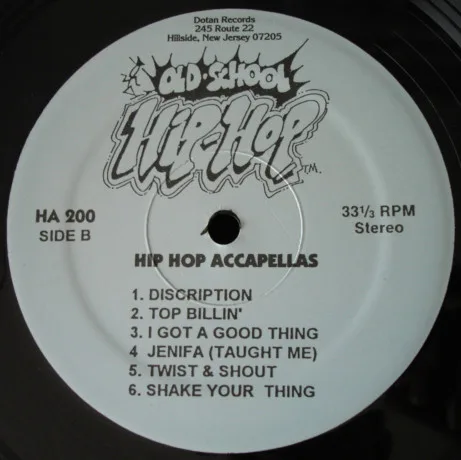 Dotan Records
245 Route 22
Hillside, New Jersey 07205
OLD·SCHOOL
HIP-HOP TM.
HA 200
SIDE B
33⅓ RPM
Stereo
HIP HOP ACCAPELLAS
1. DISCRIPTION
2. TOP BILLIN'
3. I GOT A GOOD THING
4 JENIFA (TAUGHT ME)
5. TWIST & SHOUT
6. SHAKE YOUR THING